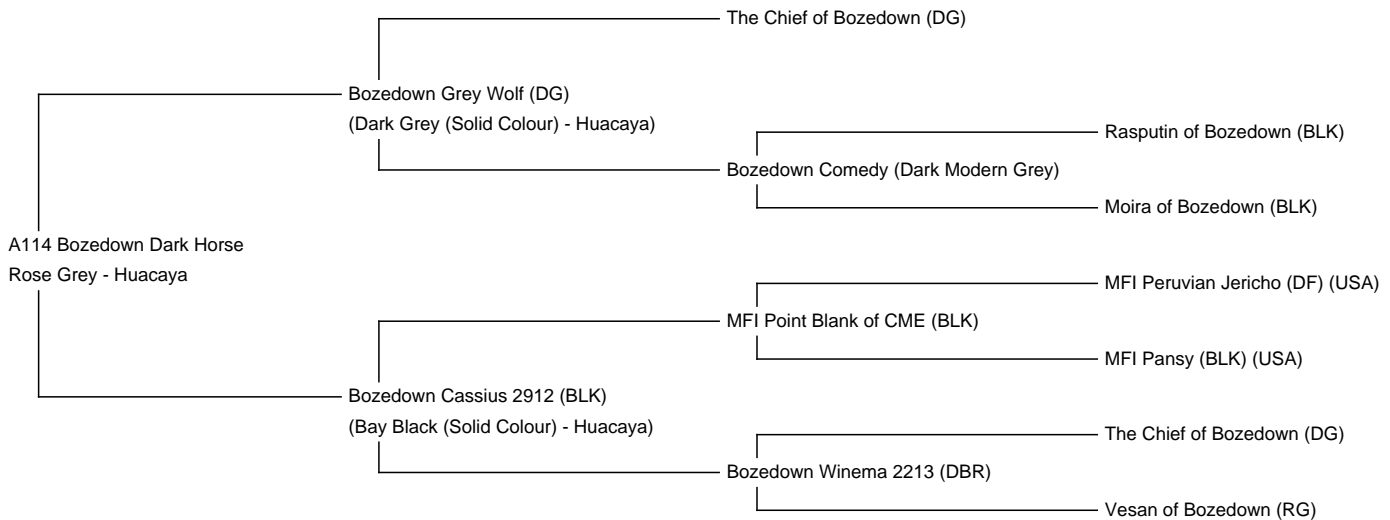 The Chief of Bozedown (DG)
Bozedown Grey Wolf (DG)
(Dark Grey (Solid Colour) - Huacaya)
Rasputin of Bozedown (BLK)
Bozedown Comedy (Dark Modern Grey)
Moira of Bozedown (BLK)
A114 Bozedown Dark Horse
Rose Grey - Huacaya
MFI Peruvian Jericho (DF) (USA)
MFI Point Blank of CME (BLK)
MFI Pansy (BLK) (USA)
Bozedown Cassius 2912 (BLK)
(Bay Black (Solid Colour) - Huacaya)
The Chief of Bozedown (DG)
Bozedown Winema 2213 (DBR)
Vesan of Bozedown (RG)